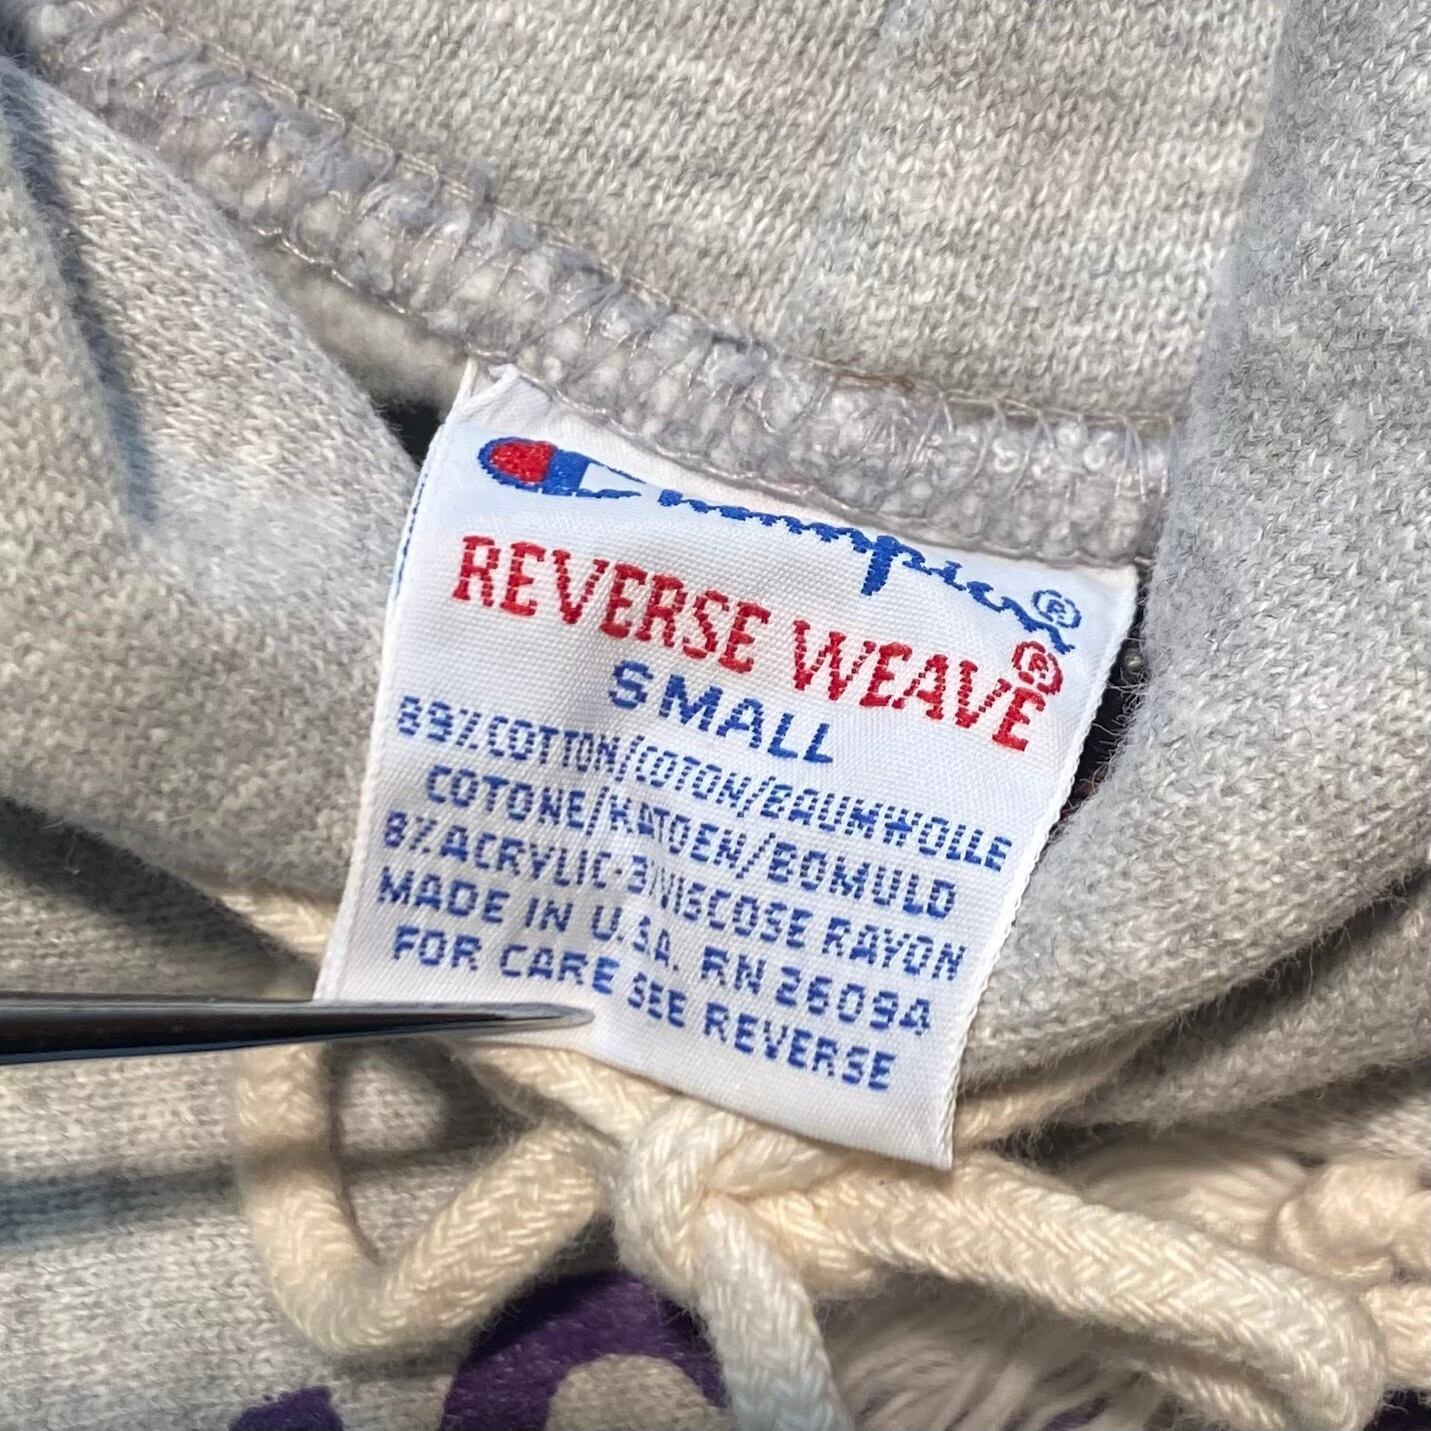 Champion®
REVERSE WEAVE®
SMALL
89% COTTON/COTON/BAUMWOLLE
COTONE/KATOEN/BOMULD
8% ACRYLIC-3% VISCOSE RAYON
MADE IN U.S.A. RN 26094
FOR CARE SEE REVERSE